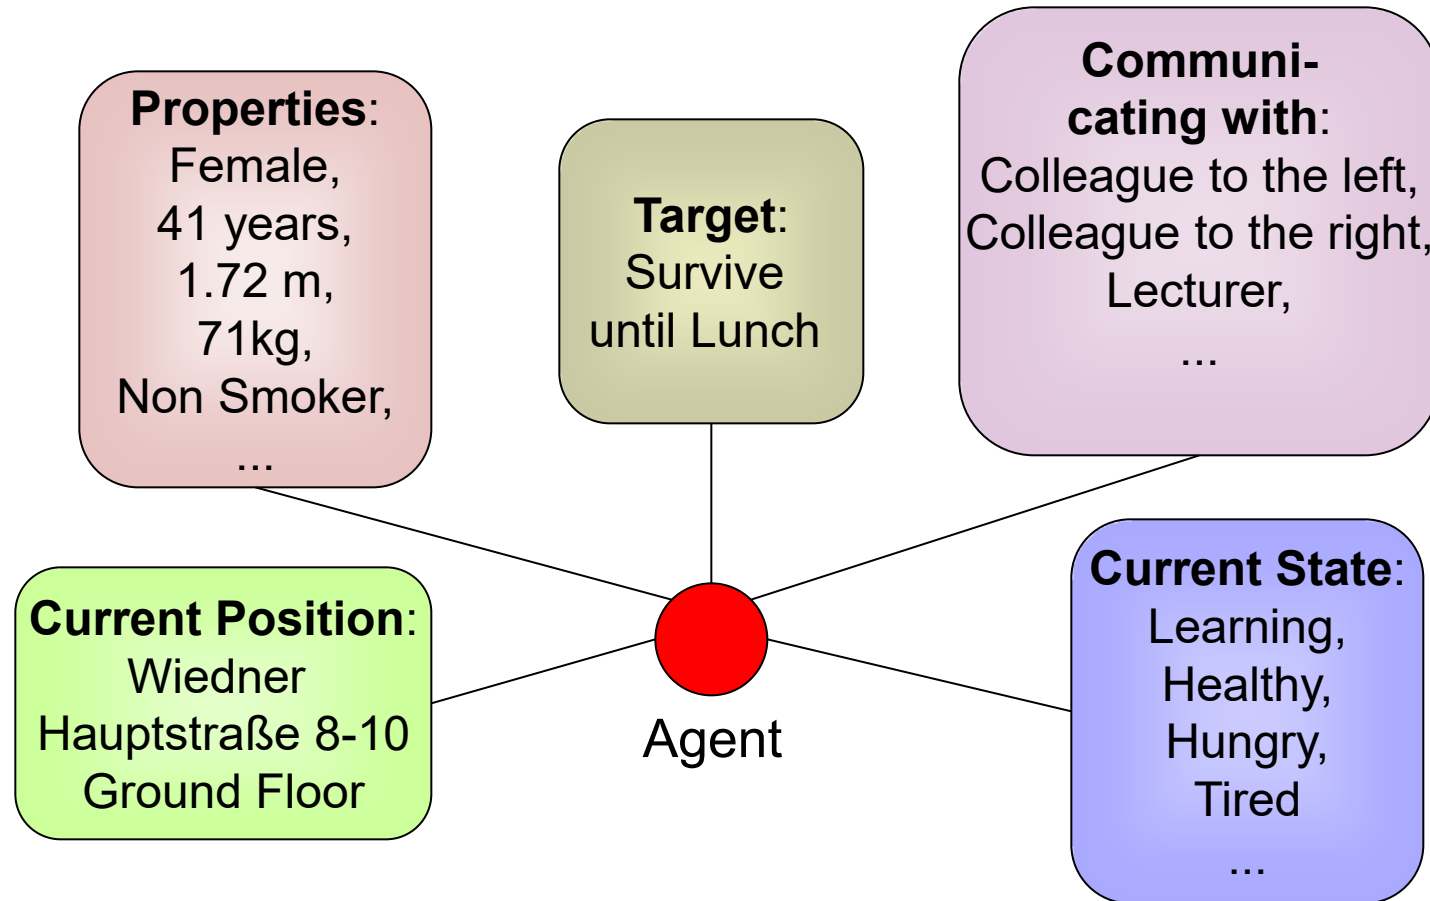 Properties:
Female,
41 years,
1.72 m,
71kg,
Non Smoker,
...
Target:
Survive
until Lunch
Communi-
cating with:
Colleague to the left,
Colleague to the right,
Lecturer,
...
Current Position:
Wiedner
Hauptstraße 8-10
Ground Floor
Agent
Current State:
Learning,
Healthy,
Hungry,
Tired
...